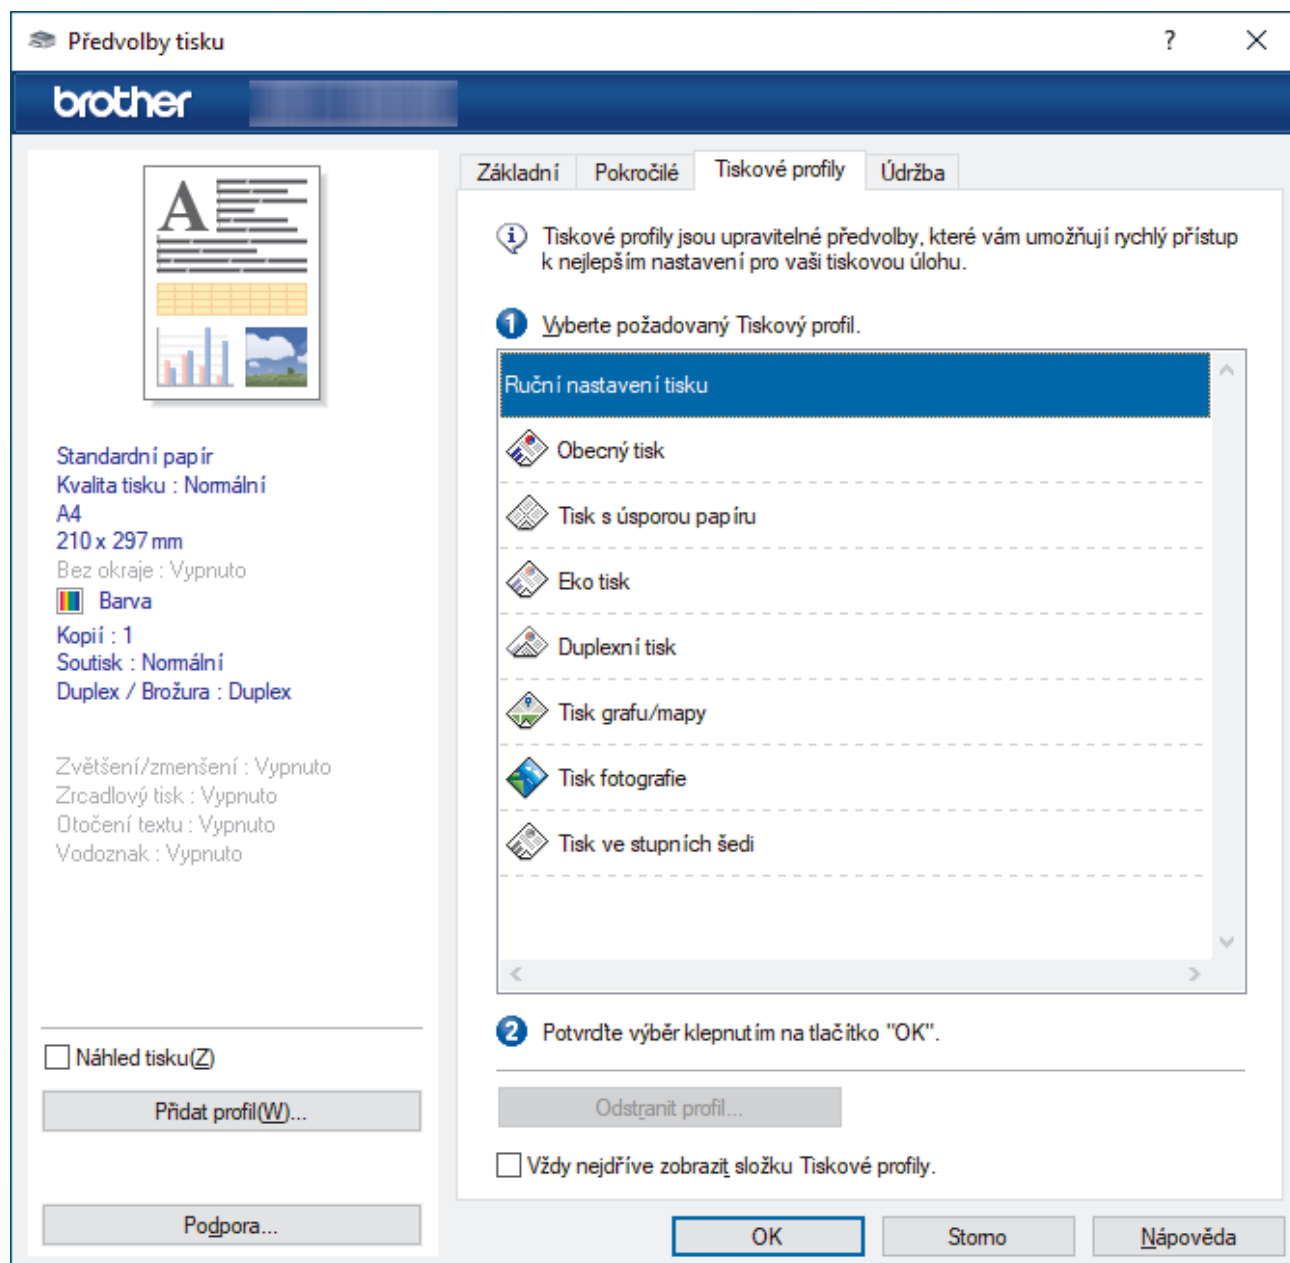 Předvolby tisku
?
brother
A
Standardní papír
Kvalita tisku : Normální
A4
210 x 297 mm
Bez okraje : Vypnuto
Barva
Kopií : 1
Soutisk : Normální
Duplex / Brožura : Duplex
Zvětšení/zmenšení : Vypnuto
Zrcadlový tisk : Vypnuto
Otočení textu : Vypnuto
Vodoznak : Vypnuto
Náhled tisku(Z)
Přidat profil(W)...
Podpora...
Základní Pokročilé Tiskové profily Údržba
Tiskové profily jsou upravitelné předvolby, které vám umožňují rychlý přístup
k nejlepším nastavení pro vaši tiskovou úlohu.
1 Vyberte požadovaný Tiskový profil.
Ruční nastavení tisku
Obecný tisk
Tisk s úsporou papíru
Eko tisk
Duplexní tisk
Tisk grafu/mapy
Tisk fotografie
Tisk ve stupních šedi
2 Potvrďte výběr klepnutím na tlačítko "OK".
Odstranit profil...
Vždy nejdříve zobrazit složku Tiskové profily.
OK Storno Nápověda